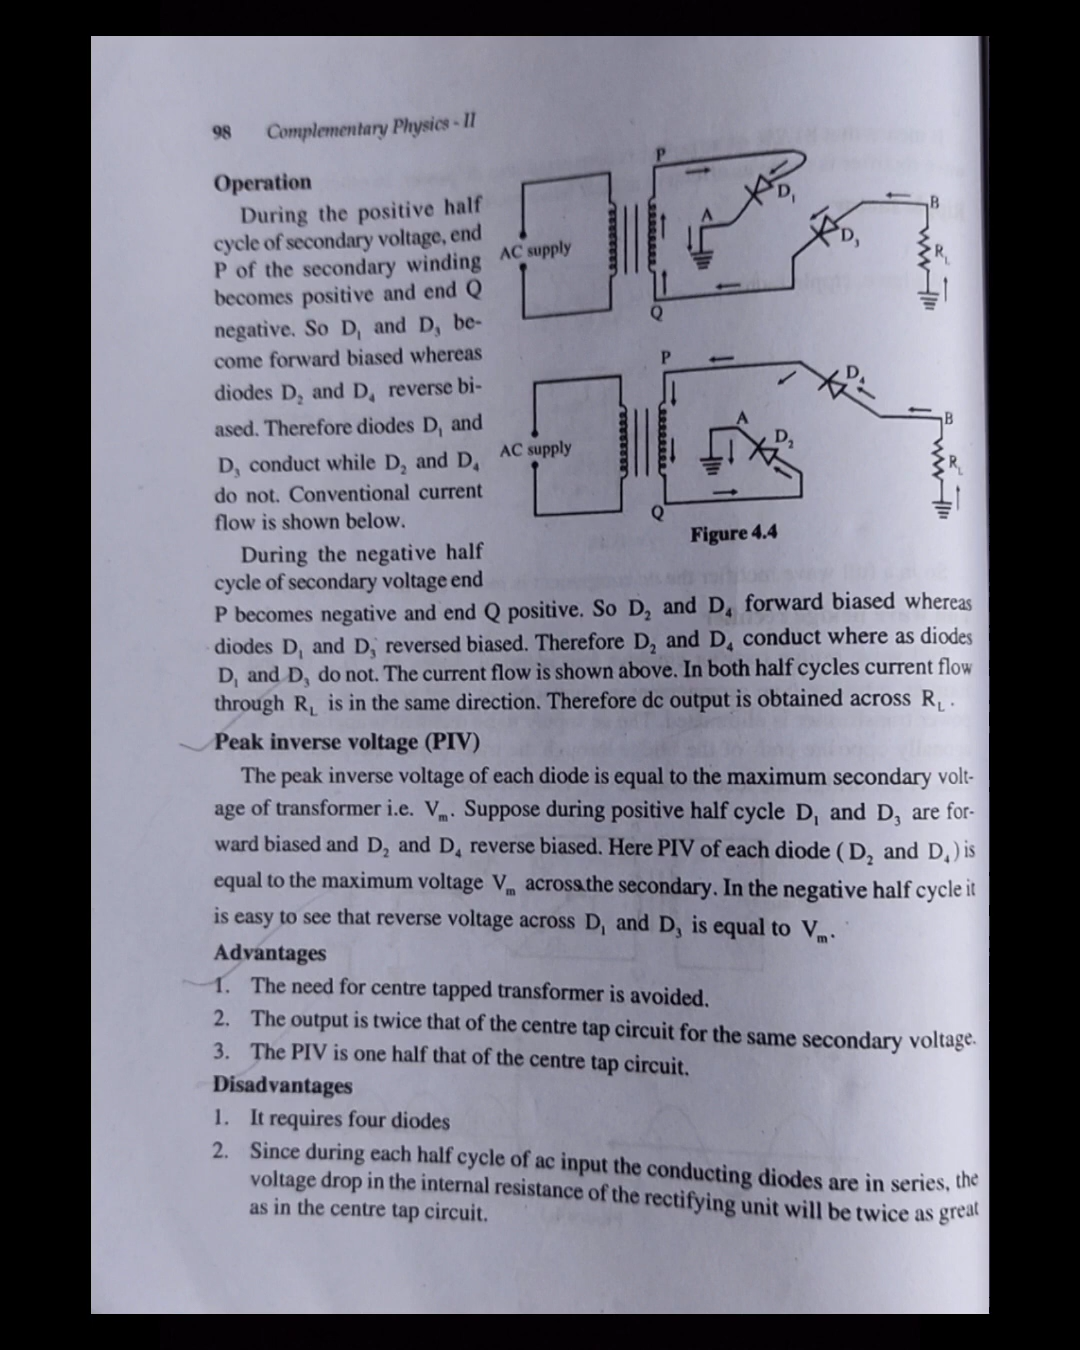 98 Complementary Physics - II
Operation
During the positive half
cycle of secondary voltage, end
P of the secondary winding
becomes positive and end Q
negative. So D₁ and D₃ be-
come forward biased whereas
diodes D₂ and D₄ reverse bi-
ased. Therefore diodes D₁ and
D₃ conduct while D₂ and D₄
do not. Conventional current
flow is shown below.
During the negative half
cycle of secondary voltage end
P
D₁
A
B
D₃
AC supply
R_L
Q
P
D₄
A
B
D₂
AC supply
R_L
Q
Figure 4.4
P becomes negative and end Q positive. So D₂ and D₄ forward biased whereas
diodes D₁ and D₃ reversed biased. Therefore D₂ and D₄ conduct where as diodes
D₁ and D₃ do not. The current flow is shown above. In both half cycles current flow
through R_L is in the same direction. Therefore dc output is obtained across R_L.
Peak inverse voltage (PIV)
The peak inverse voltage of each diode is equal to the maximum secondary volt-
age of transformer i.e. Vₘ. Suppose during positive half cycle D₁ and D₃ are for-
ward biased and D₂ and D₄ reverse biased. Here PIV of each diode (D₂ and D₄) is
equal to the maximum voltage Vₘ across the secondary. In the negative half cycle it
is easy to see that reverse voltage across D₁ and D₃ is equal to Vₘ.
Advantages
1. The need for centre tapped transformer is avoided.
2. The output is twice that of the centre tap circuit for the same secondary voltage.
3. The PIV is one half that of the centre tap circuit.
Disadvantages
1. It requires four diodes
2. Since during each half cycle of ac input the conducting diodes are in series, the
voltage drop in the internal resistance of the rectifying unit will be twice as great
as in the centre tap circuit.